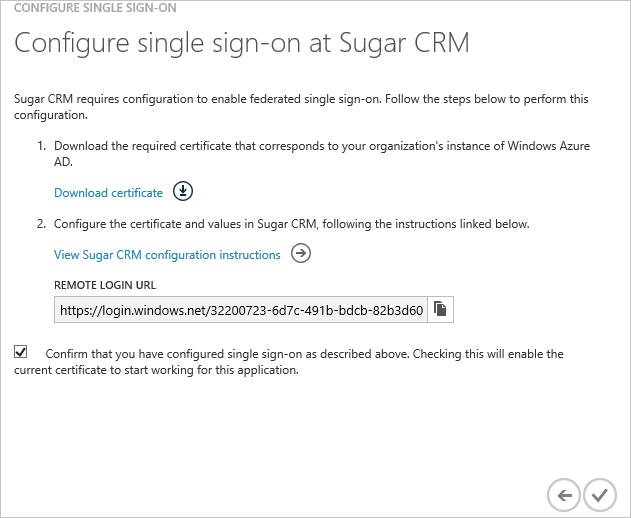 CONFIGURE SINGLE SIGN-ON
Configure single sign-on at Sugar CRM
Sugar CRM requires configuration to enable federated single sign-on. Follow the steps below to perform this
configuration.
1. Download the required certificate that corresponds to your organization's instance of Windows Azure
AD.
Download certificate
2. Configure the certificate and values in Sugar CRM, following the instructions linked below.
View Sugar CRM configuration instructions
REMOTE LOGIN URL
https://login.windows.net/32200723-6d7c-491b-bdcb-82b3d60
Confirm that you have configured single sign-on as described above. Checking this will enable the
current certificate to start working for this application.